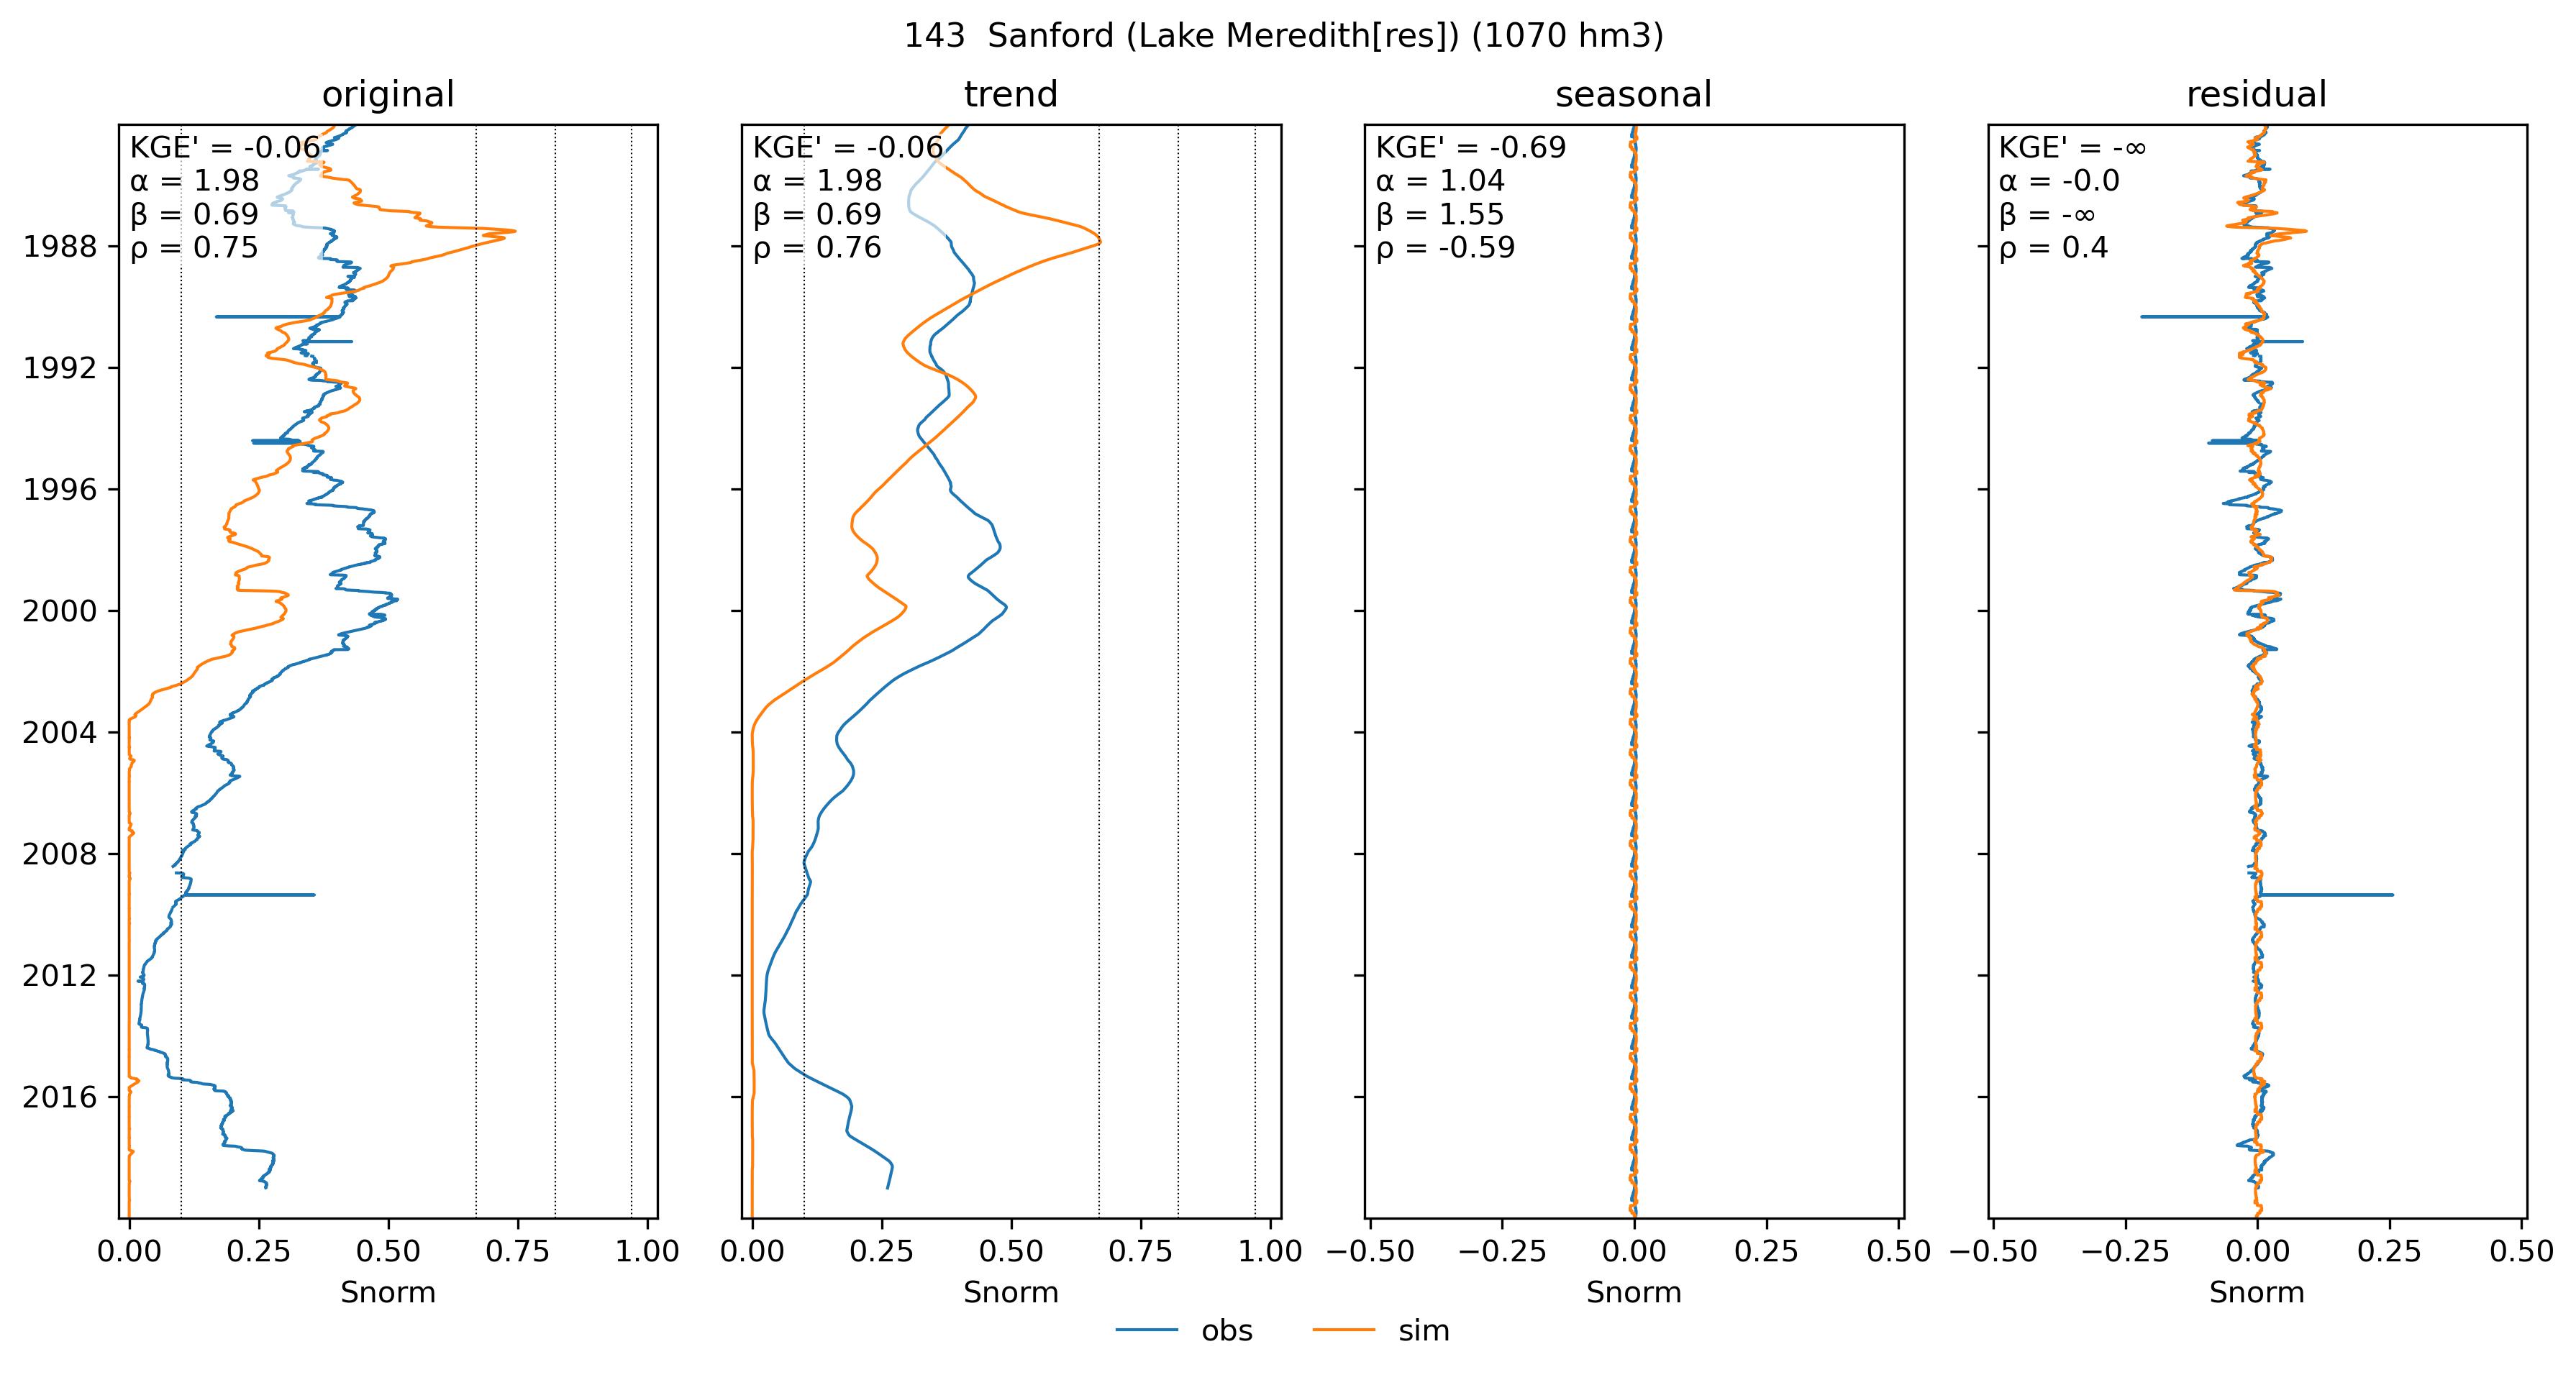 143  Sanford (Lake Meredith[res]) (1070 hm3)
original
trend
seasonal
residual
KGE' = -0.06
α = 1.98
β = 0.69
ρ = 0.75
KGE' = -0.06
α = 1.98
β = 0.69
ρ = 0.76
KGE' = -0.69
α = 1.04
β = 1.55
ρ = -0.59
KGE' = -∞
α = -0.0
β = -∞
ρ = 0.4
1988
1992
1996
2000
2004
2008
2012
2016
0.00 0.25 0.50 0.75 1.00
0.00 0.25 0.50 0.75 1.00
−0.50 −0.25 0.00 0.25 0.50
−0.50 −0.25 0.00 0.25 0.50
Snorm
Snorm
Snorm
Snorm
obs
sim